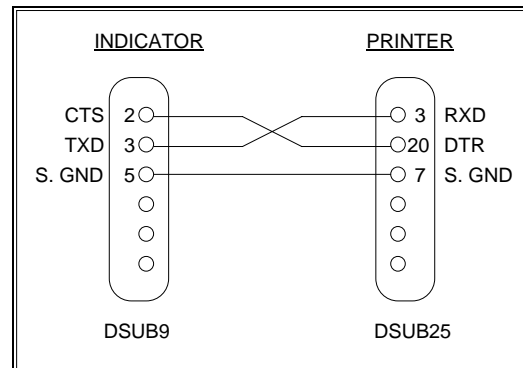 INDICATOR PRINTER
CTS 2 3 RXD
TXD 3 20 DTR
S. GND 5 7 S. GND
DSUB9 DSUB25